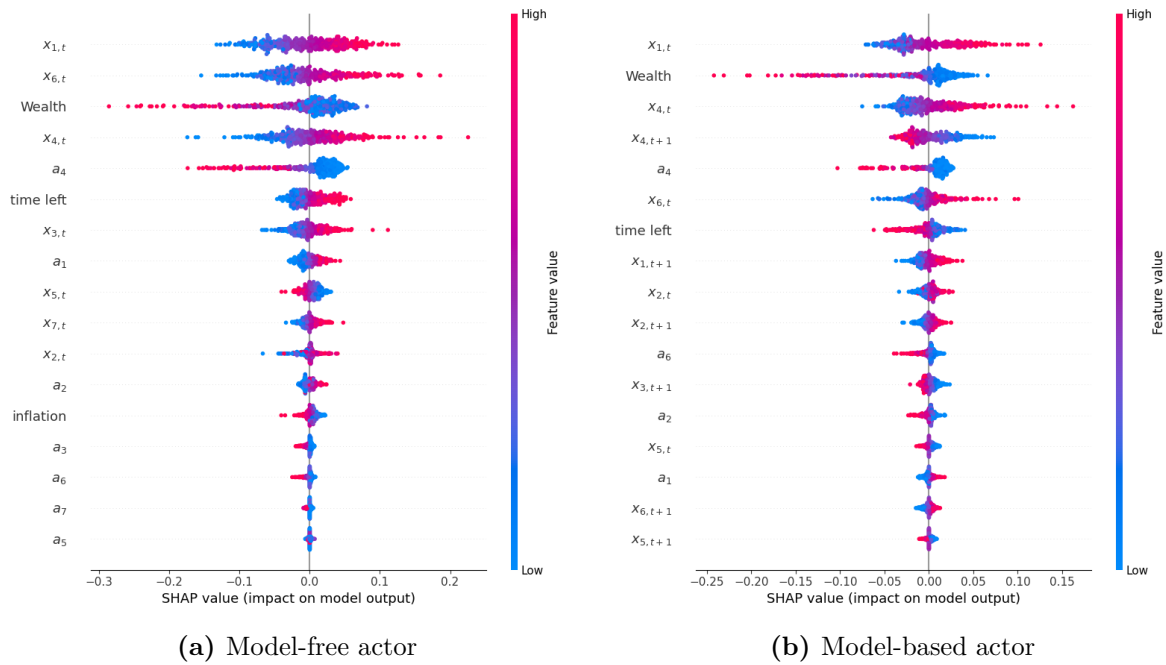 High
x1,t
x6,t
Wealth
x4,t
a4
time left
x3,t
a1
x5,t
x7,t
x2,t
a2
inflation
a3
a6
a7
a5
Low
Feature value
−0.3 −0.2 −0.1 0.0 0.1 0.2
SHAP value (impact on model output)
(a) Model-free actor
High
x1,t
Wealth
x4,t
x4,t+1
a4
x6,t
time left
x1,t+1
x2,t
x2,t+1
a6
x3,t+1
a2
x5,t
a1
x6,t+1
x5,t+1
Low
Feature value
−0.25 −0.20 −0.15 −0.10 −0.05 0.00 0.05 0.10 0.15
SHAP value (impact on model output)
(b) Model-based actor